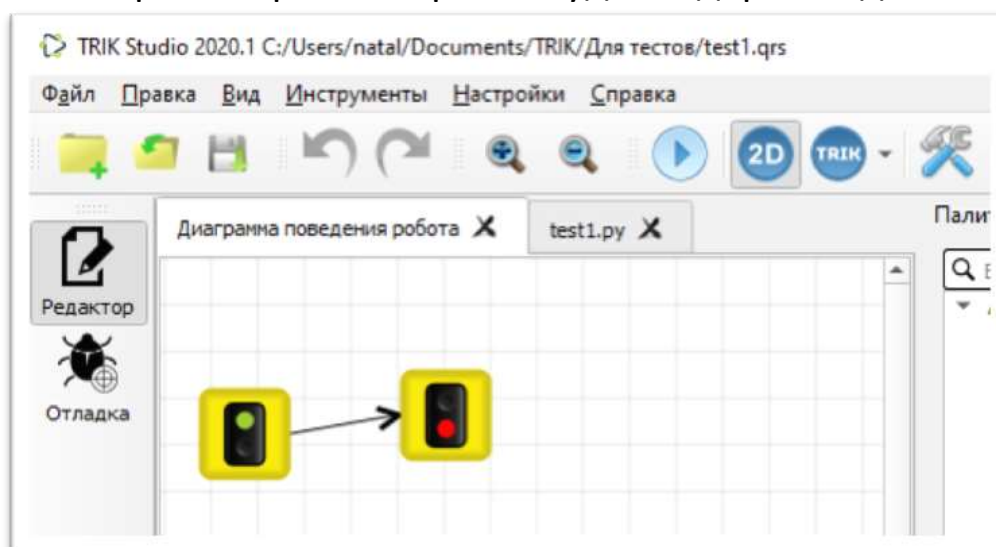 TRIK Studio 2020.1 C:/Users/natal/Documents/TRIK/Для тестов/test1.qrs
Файл Правка Вид Инструменты Настройки Справка
2D TRIK
Диаграмма поведения робота test1.py
Редактор
Отладка